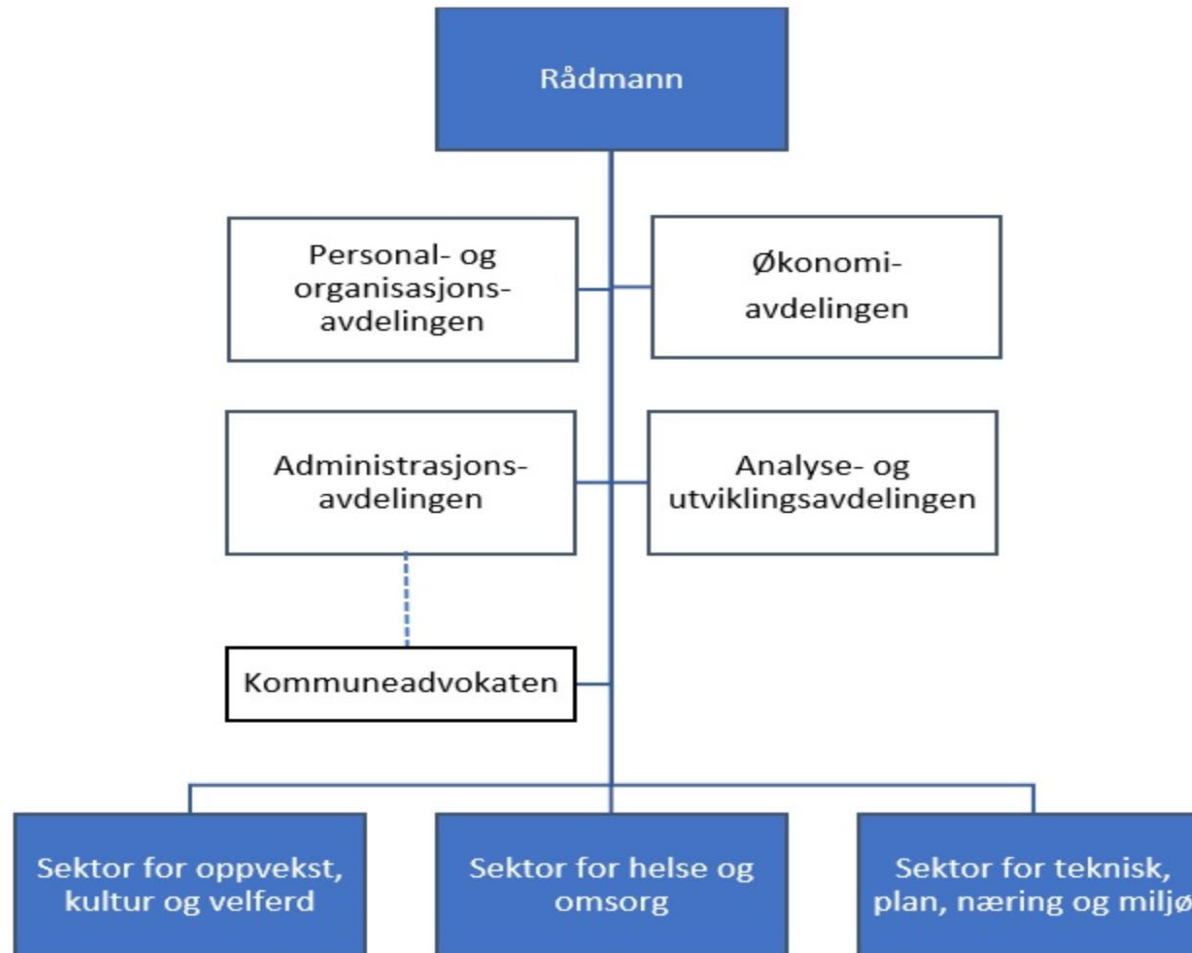 Rådmann
Personal- og
organisasjons-
avdelingen
Økonomi-
avdelingen
Administrasjons-
avdelingen
Analyse- og
utviklingsavdelingen
Kommuneadvokaten
Sektor for oppvekst,
kultur og velferd
Sektor for helse og
omsorg
Sektor for teknisk,
plan, næring og miljø